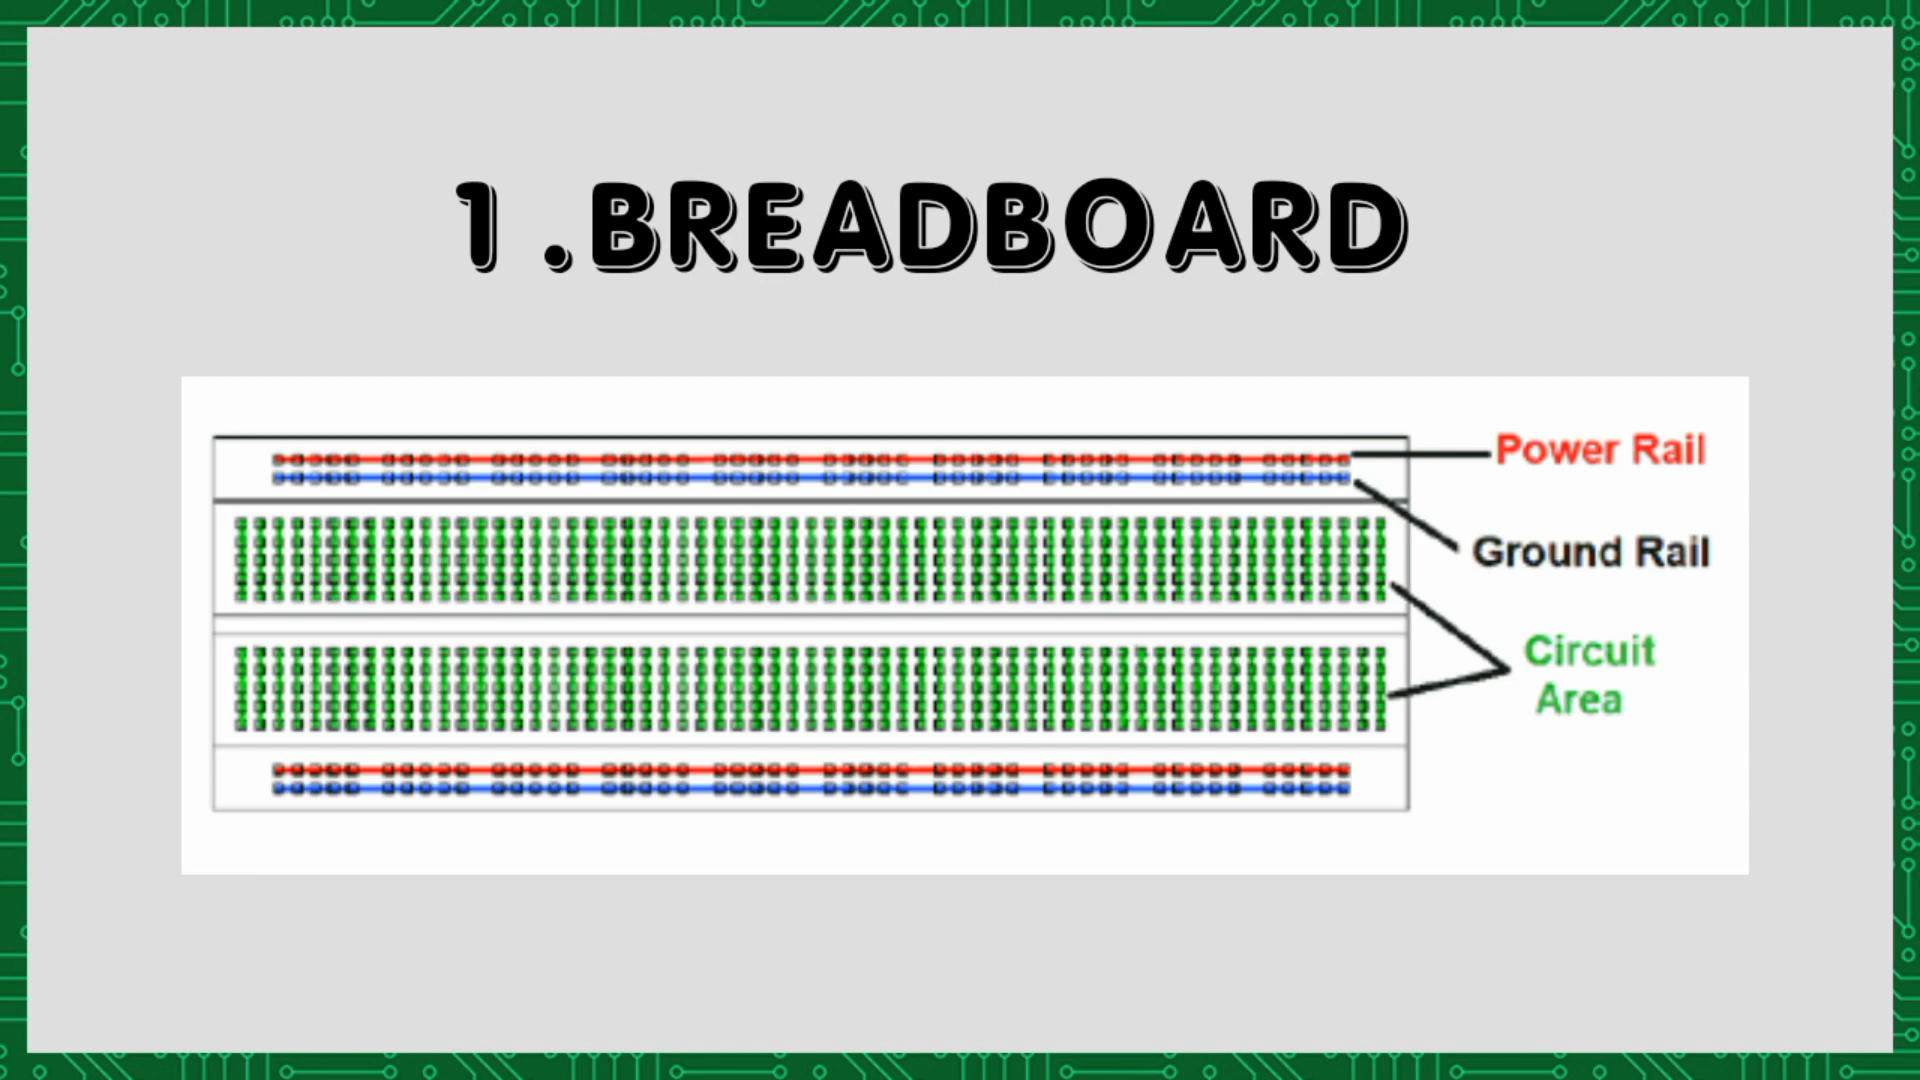 1 .BREADBOARD
Power Rail
Ground Rail
Circuit
Area